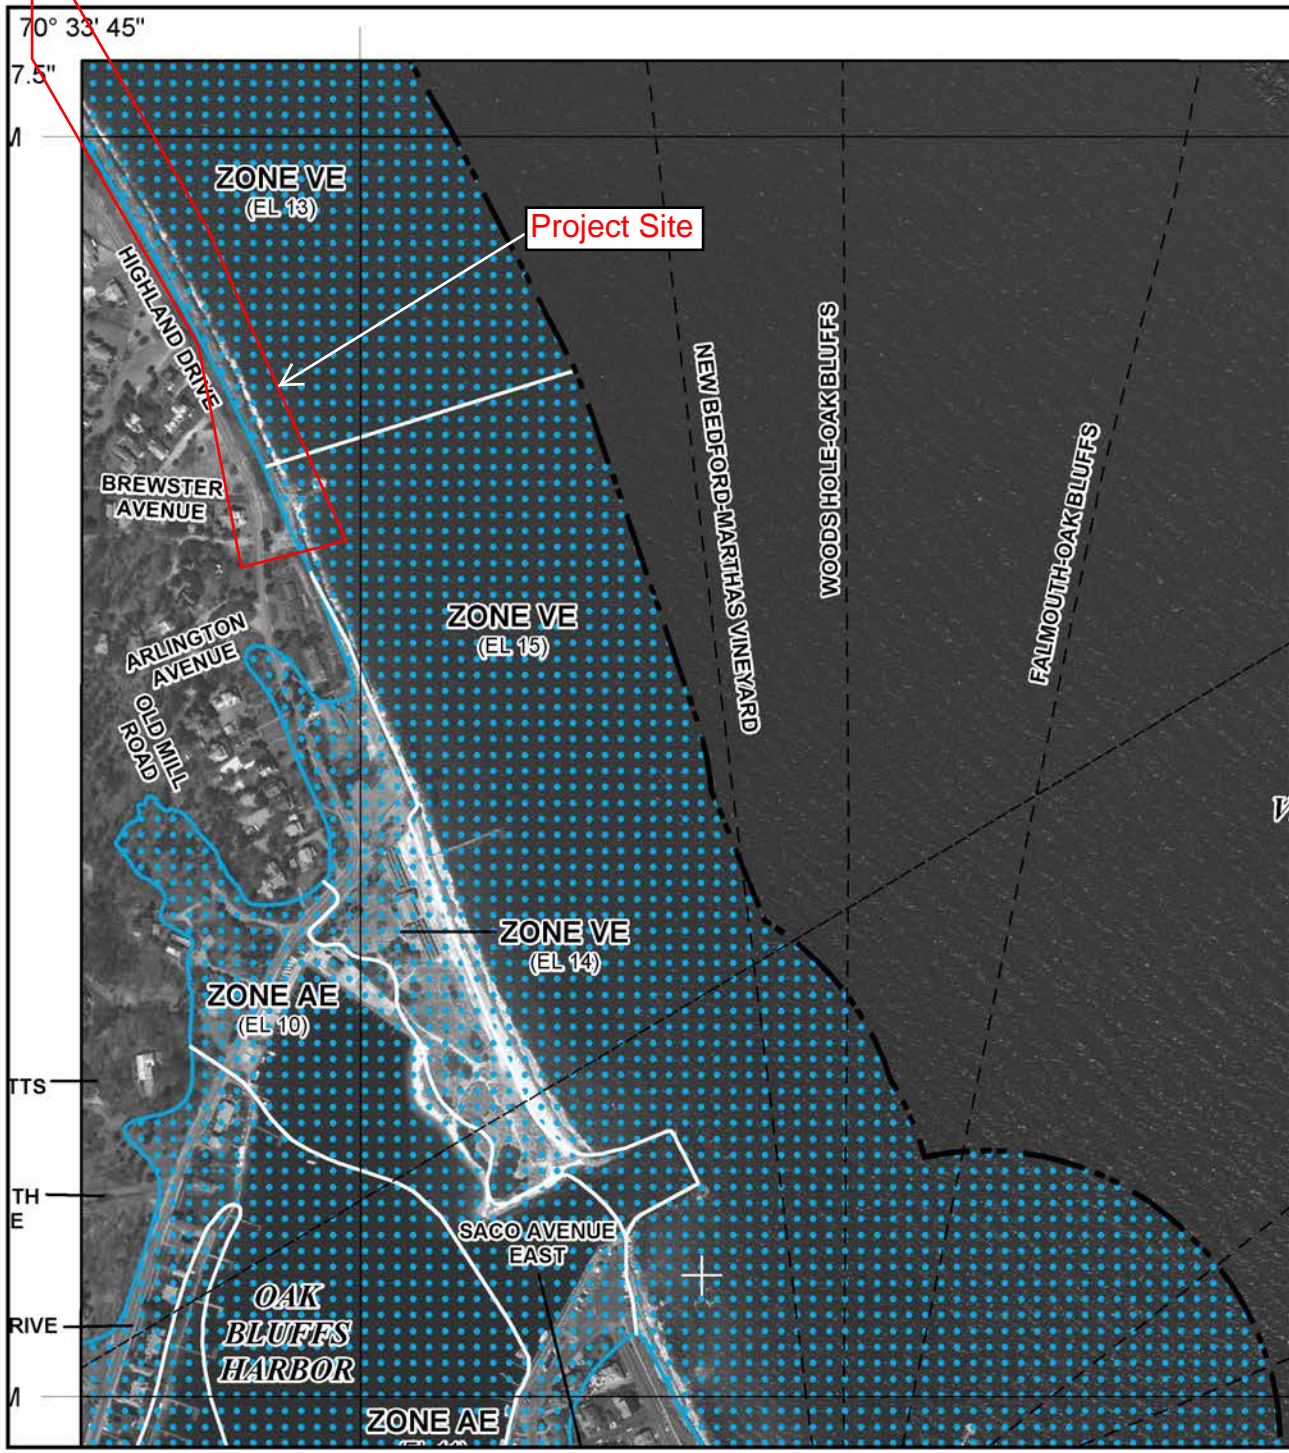 70° 33' 45"
7.5"
M
ZONE VE
(EL 13)
Project Site
HIGHLAND DRIVE
NEW BEDFORD-MARTHAS VINEYARD
WOODS HOLE-OAK BLUFFS
FALMOUTH-OAK BLUFFS
BREWSTER
AVENUE
ZONE VE
(EL 15)
ARLINGTON
AVENUE
OLD MILL
ROAD
V
ZONE VE
(EL 14)
ZONE AE
(EL 10)
TTS
TH
E
SACO AVENUE
EAST
RIVE
OAK
BLUFFS
HARBOR
M
ZONE AE
(EL 11)